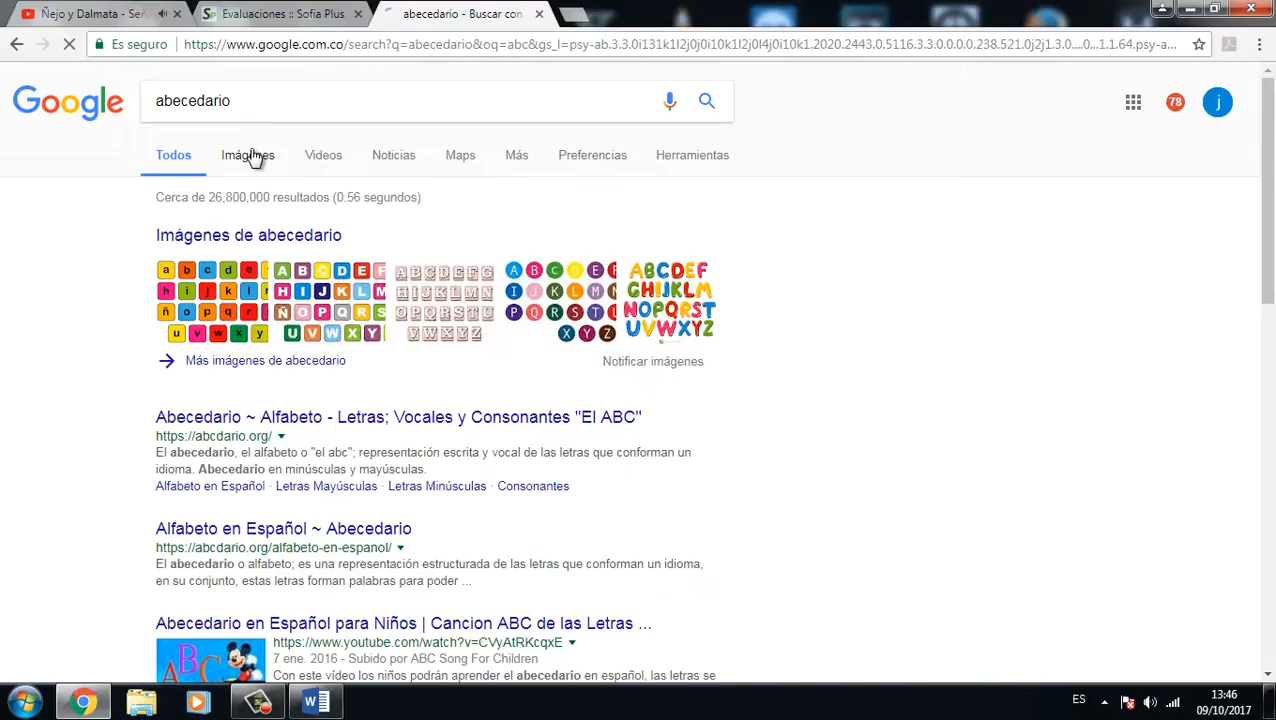 Ñejo y Dalmata - Señ
Evaluaciones :: Sofia Plus.
abecedario - Buscar con
Es seguro
https://www.google.com.co/search?q=abecedario&oq=abc&gs_l=psy-ab.3.3.0i131k1l2j0j0i10k1l2j0l4j0i10k1.2020.2443.0.5116.3.3.0.0.0.0.238.521.0j2j1.3.0....0...1.1.64.psy-a...
Google
abecedario
78
j
Todos
Imágenes
Videos
Noticias
Maps
Más
Preferencias
Herramientas
Cerca de 26,800,000 resultados (0.56 segundos)
Imágenes de abecedario
Más imágenes de abecedario
Notificar imágenes
Abecedario ~ Alfabeto - Letras; Vocales y Consonantes "El ABC"
https://abcdario.org/
El abecedario, el alfabeto o "el abc"; representación escrita y vocal de las letras que conforman un
idioma. Abecedario en minúsculas y mayúsculas.
Alfabeto en Español · Letras Mayúsculas · Letras Minúsculas · Consonantes
Alfabeto en Español ~ Abecedario
https://abcdario.org/alfabeto-en-espanol/
El abecedario o alfabeto; es una representación estructurada de las letras que conforman un idioma,
en su conjunto, estas letras forman palabras para poder ...
Abecedario en Español para Niños | Cancion ABC de las Letras ...
https://www.youtube.com/watch?v=CVyAtRKcqxE
7 ene. 2016 - Subido por ABC Song For Children
Con este vídeo los niños podrán aprender el abecedario en español, las letras se
ABC
ES
13:46
09/10/2017